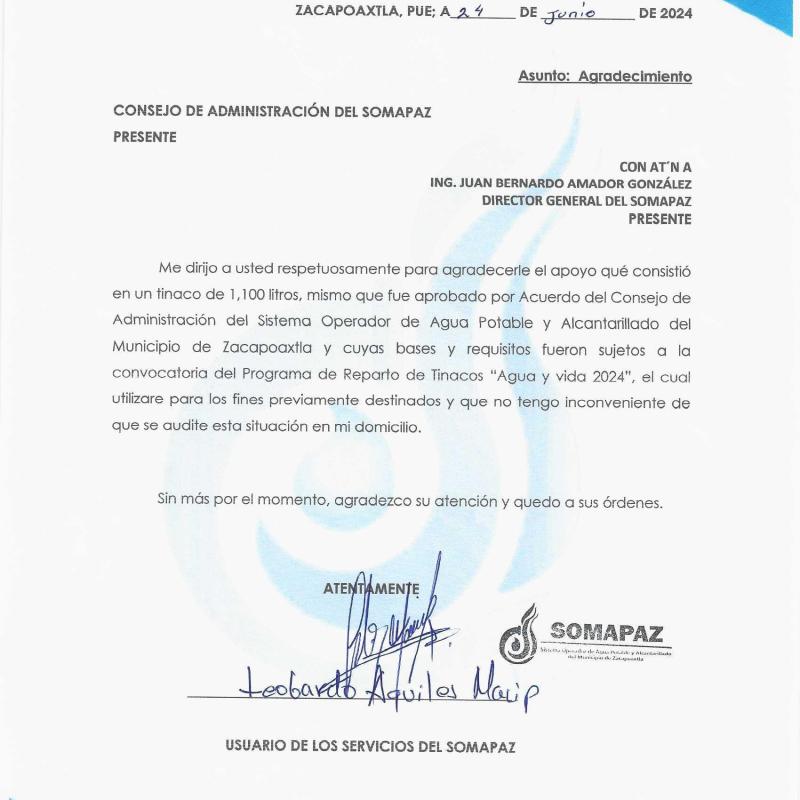 ZACAPOAXTLA, PUE; A 24 DE junio DE 2024
Asunto: Agradecimiento
CONSEJO DE ADMINISTRACIÓN DEL SOMAPAZ
PRESENTE
CON AT´N A
ING. JUAN BERNARDO AMADOR GONZÁLEZ
DIRECTOR GENERAL DEL SOMAPAZ
PRESENTE
Me dirijo a usted respetuosamente para agradecerle el apoyo qué consistió
en un tinaco de 1,100 litros, mismo que fue aprobado por Acuerdo del Consejo de
Administración del Sistema Operador de Agua Potable y Alcantarillado del
Municipio de Zacapoaxtla y cuyas bases y requisitos fueron sujetos a la
convocatoria del Programa de Reparto de Tinacos “Agua y vida 2024”, el cual
utilizare para los fines previamente destinados y que no tengo inconveniente de
que se audite esta situación en mi domicilio.
Sin más por el momento, agradezco su atención y quedo a sus órdenes.
ATENTAMENTE
SOMAPAZ
Sistema Operador de Agua Potable y Alcantarillado
del Municipio de Zacapoaxtla
Leobardo Aquiles Marip
USUARIO DE LOS SERVICIOS DEL SOMAPAZ